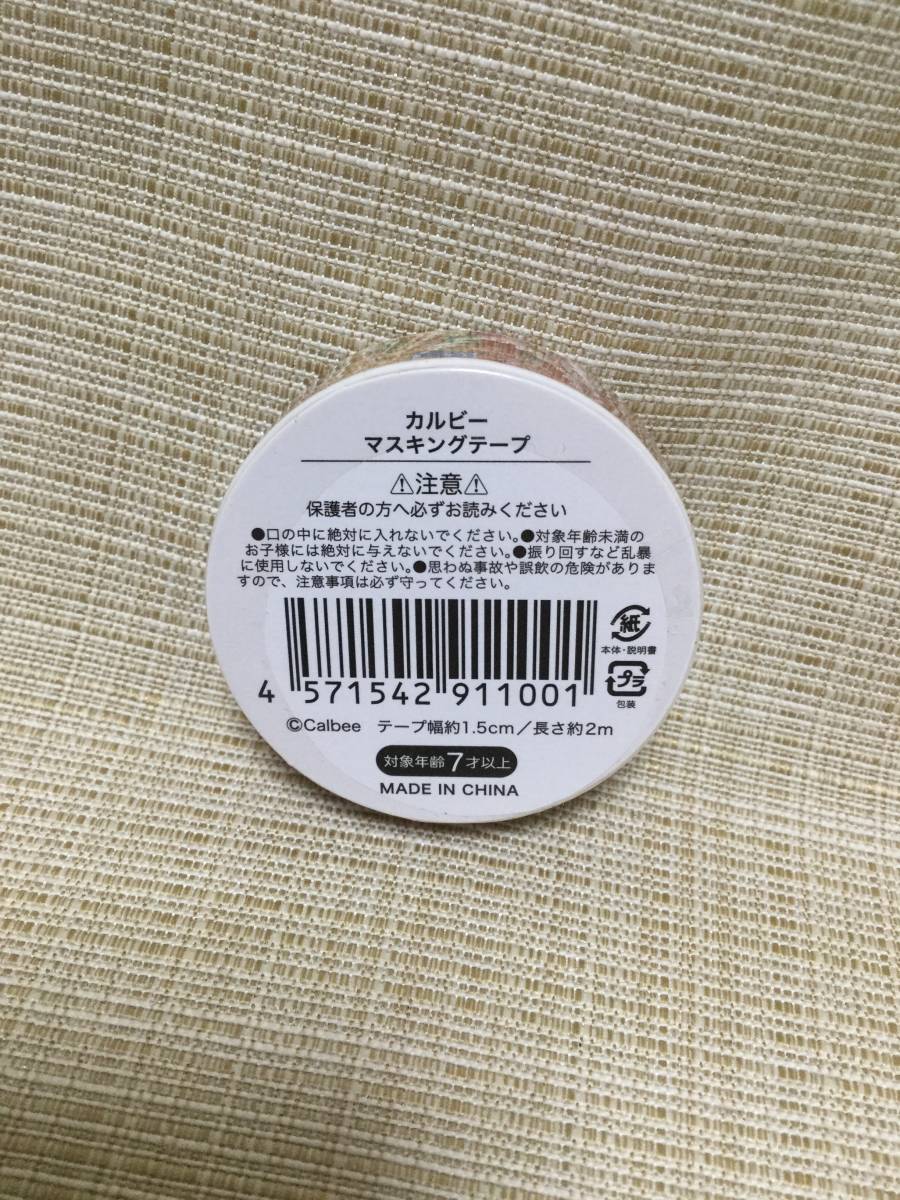 カルビー
マスキングテープ
⚠注意⚠
保護者の方へ必ずお読みください
●口の中に絶対に入れないでください。●対象年齢未満の
お子様には絶対に与えないでください。●振り回すなど乱暴
に使用しないでください。●思わぬ事故や誤飲の危険がありま
すので、注意事項は必ず守ってください。
紙
本体・説明書
プラ
包装
4 571542 911001
©Calbee テープ幅約1.5cm/長さ約2m
対象年齢7才以上
MADE IN CHINA